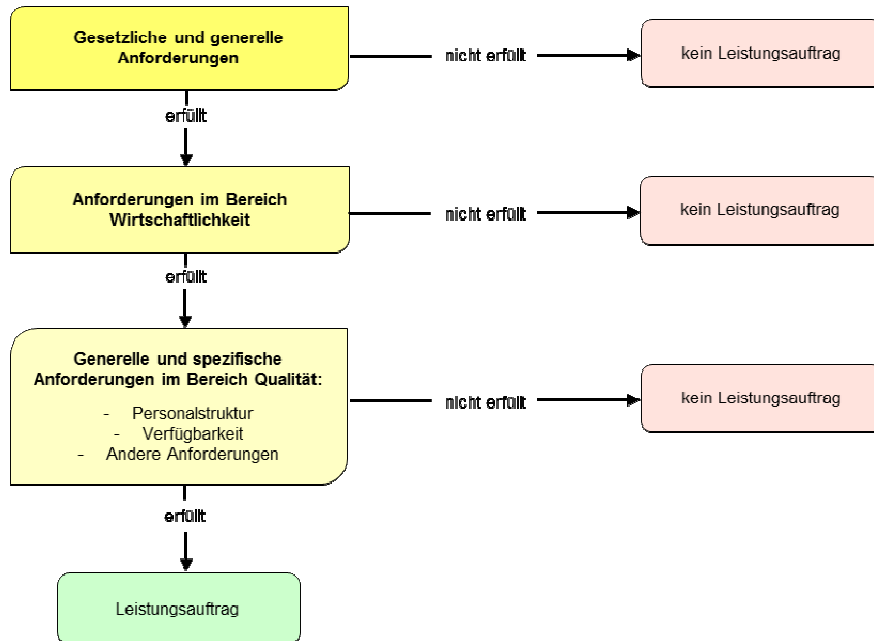 Gesetzliche und generelle
Anforderungen
nicht erfüllt
kein Leistungsauftrag
erfüllt
Anforderungen im Bereich
Wirtschaftlichkeit
nicht erfüllt
kein Leistungsauftrag
erfüllt
Generelle und spezifische
Anforderungen im Bereich Qualität:
- Personalstruktur
- Verfügbarkeit
- Andere Anforderungen
nicht erfüllt
kein Leistungsauftrag
erfüllt
Leistungsauftrag